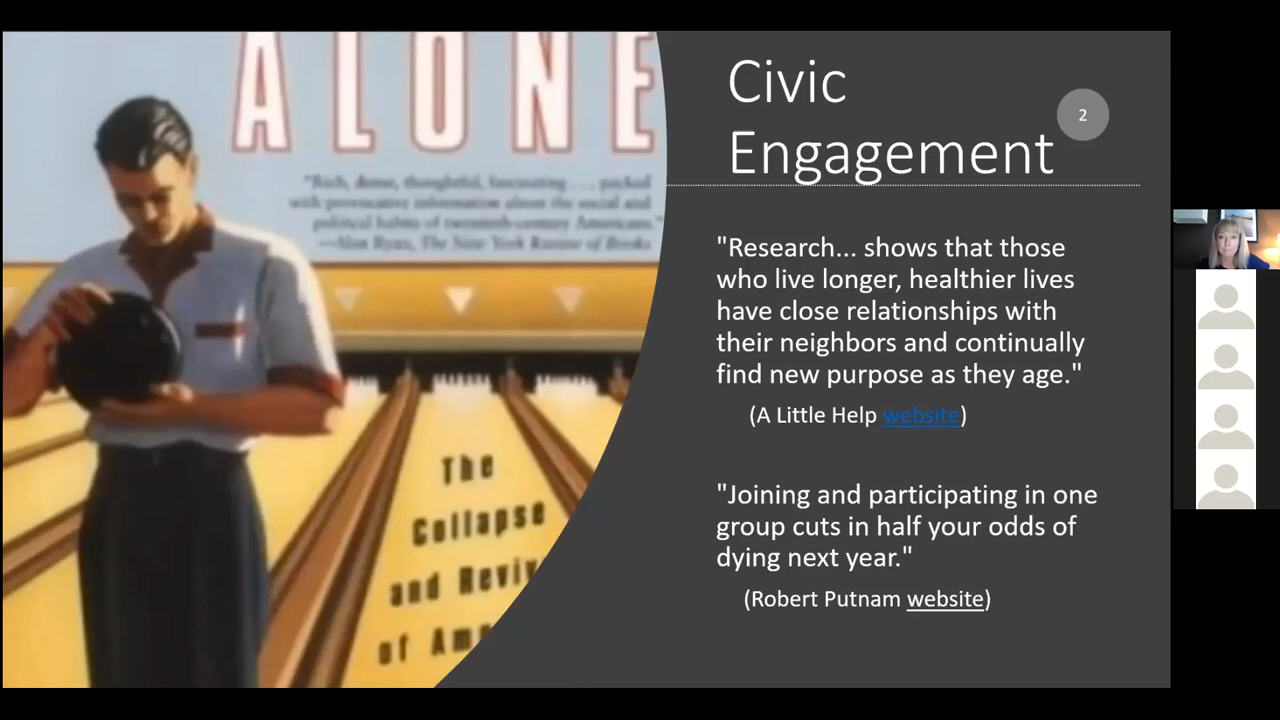 ALONE
"Rich, dense, thoughtful, fascinating . . . . packed
with provocative information about the social and
political habits of twentieth-century Americans."
—Alan Ryan, The New York Review of Books
The
Collapse
and Reviv
of Am
Civic
Engagement
2
"Research... shows that those
who live longer, healthier lives
have close relationships with
their neighbors and continually
find new purpose as they age."
(A Little Help website)
"Joining and participating in one
group cuts in half your odds of
dying next year."
(Robert Putnam website)